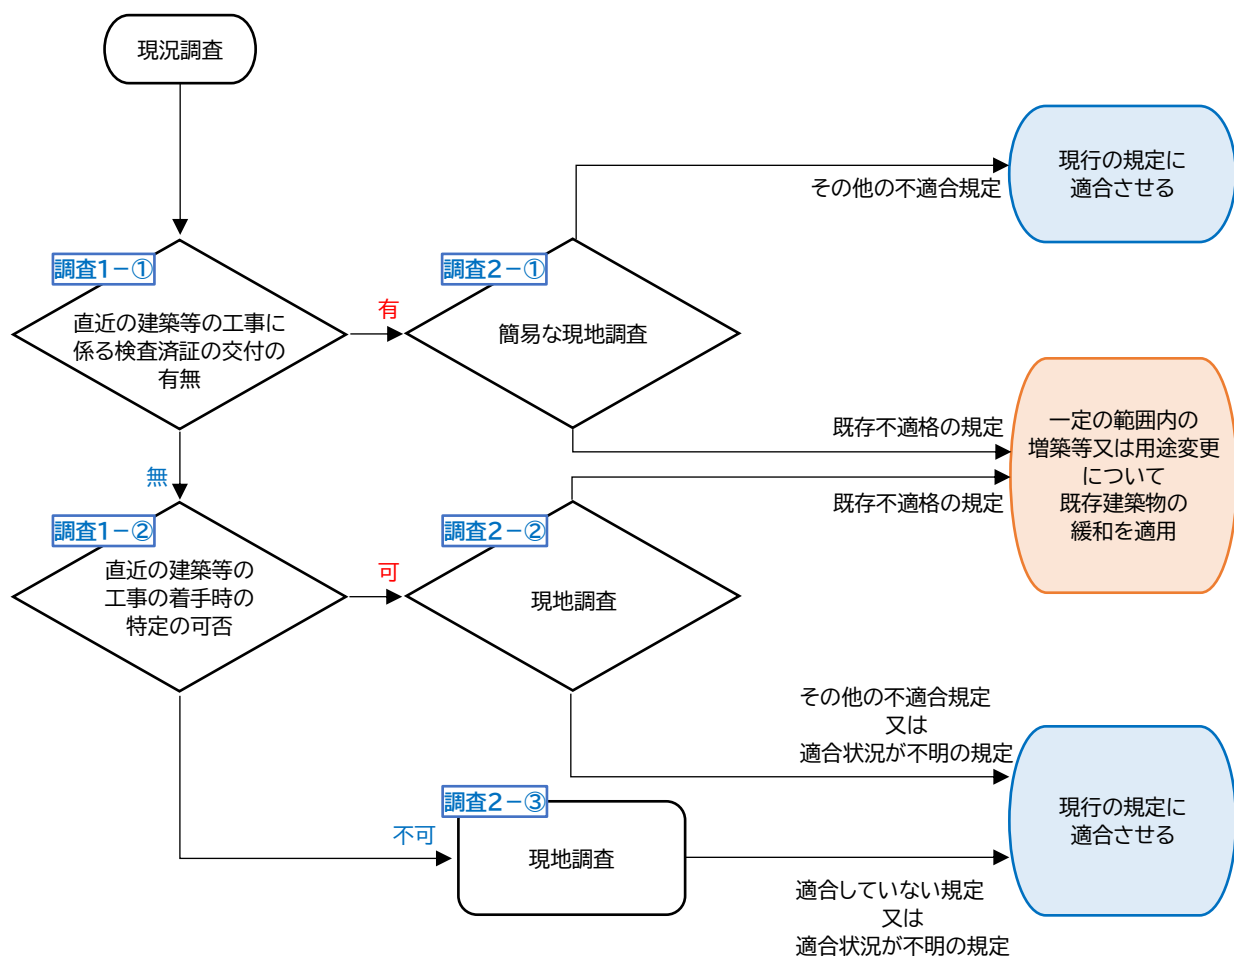 現況調査
現行の規定に
適合させる
その他の不適合規定
調査1－①
直近の建築等の工事に
係る検査済証の交付の
有無
有
調査2－①
簡易な現地調査
既存不適格の規定
一定の範囲内の
増築等又は用途変更
について
既存建築物の
緩和を適用
無
調査1－②
直近の建築等の
工事の着手時の
特定の可否
可
調査2－②
現地調査
既存不適格の規定
その他の不適合規定
又は
適合状況が不明の規定
現行の規定に
適合させる
不可
調査2－③
現地調査
適合していない規定
又は
適合状況が不明の規定